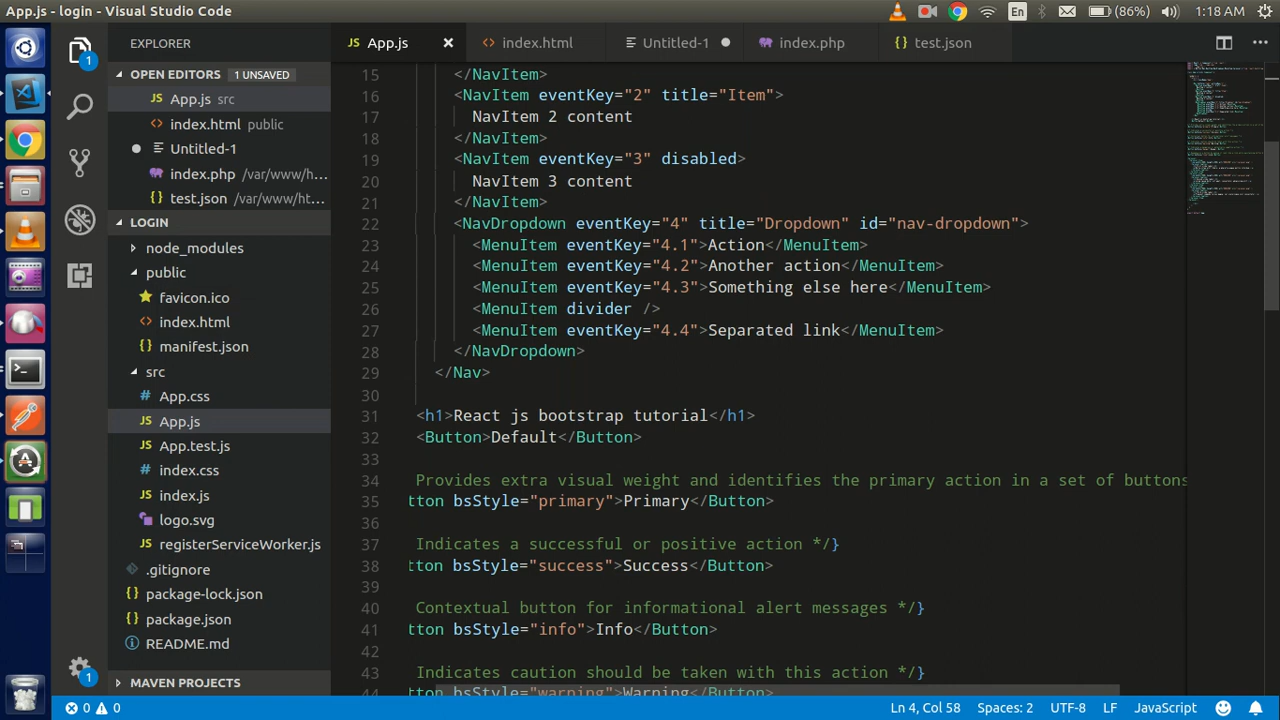 App.js - login - Visual Studio Code
En
(86%)
1:18 AM
EXPLORER
App.js
index.html
Untitled-1
index.php
test.json
1
OPEN EDITORS 1 UNSAVED
App.js src
index.html public
Untitled-1
index.php /var/www/h...
test.json /var/www/ht...
LOGIN
node_modules
public
favicon.ico
index.html
manifest.json
src
App.css
App.js
App.test.js
index.css
index.js
logo.svg
registerServiceWorker.js
.gitignore
package-lock.json
package.json
README.md
MAVEN PROJECTS
1
15 </NavItem>
16 <NavItem eventKey="2" title="Item">
17 NavItem 2 content
18 </NavItem>
19 <NavItem eventKey="3" disabled>
20 NavItem 3 content
21 </NavItem>
22 <NavDropdown eventKey="4" title="Dropdown" id="nav-dropdown">
23 <MenuItem eventKey="4.1">Action</MenuItem>
24 <MenuItem eventKey="4.2">Another action</MenuItem>
25 <MenuItem eventKey="4.3">Something else here</MenuItem>
26 <MenuItem divider />
27 <MenuItem eventKey="4.4">Separated link</MenuItem>
28 </NavDropdown>
29 </Nav>
30
31 <h1>React js bootstrap tutorial</h1>
32 <Button>Default</Button>
33
34 Provides extra visual weight and identifies the primary action in a set of buttons
35 tton bsStyle="primary">Primary</Button>
36
37 Indicates a successful or positive action */}
38 tton bsStyle="success">Success</Button>
39
40 Contextual button for informational alert messages */}
41 tton bsStyle="info">Info</Button>
42
43 Indicates caution should be taken with this action */}
44 tton bsStyle="warning">Warning</Button>
0 0 Ln 4, Col 58 Spaces: 2 UTF-8 LF JavaScript